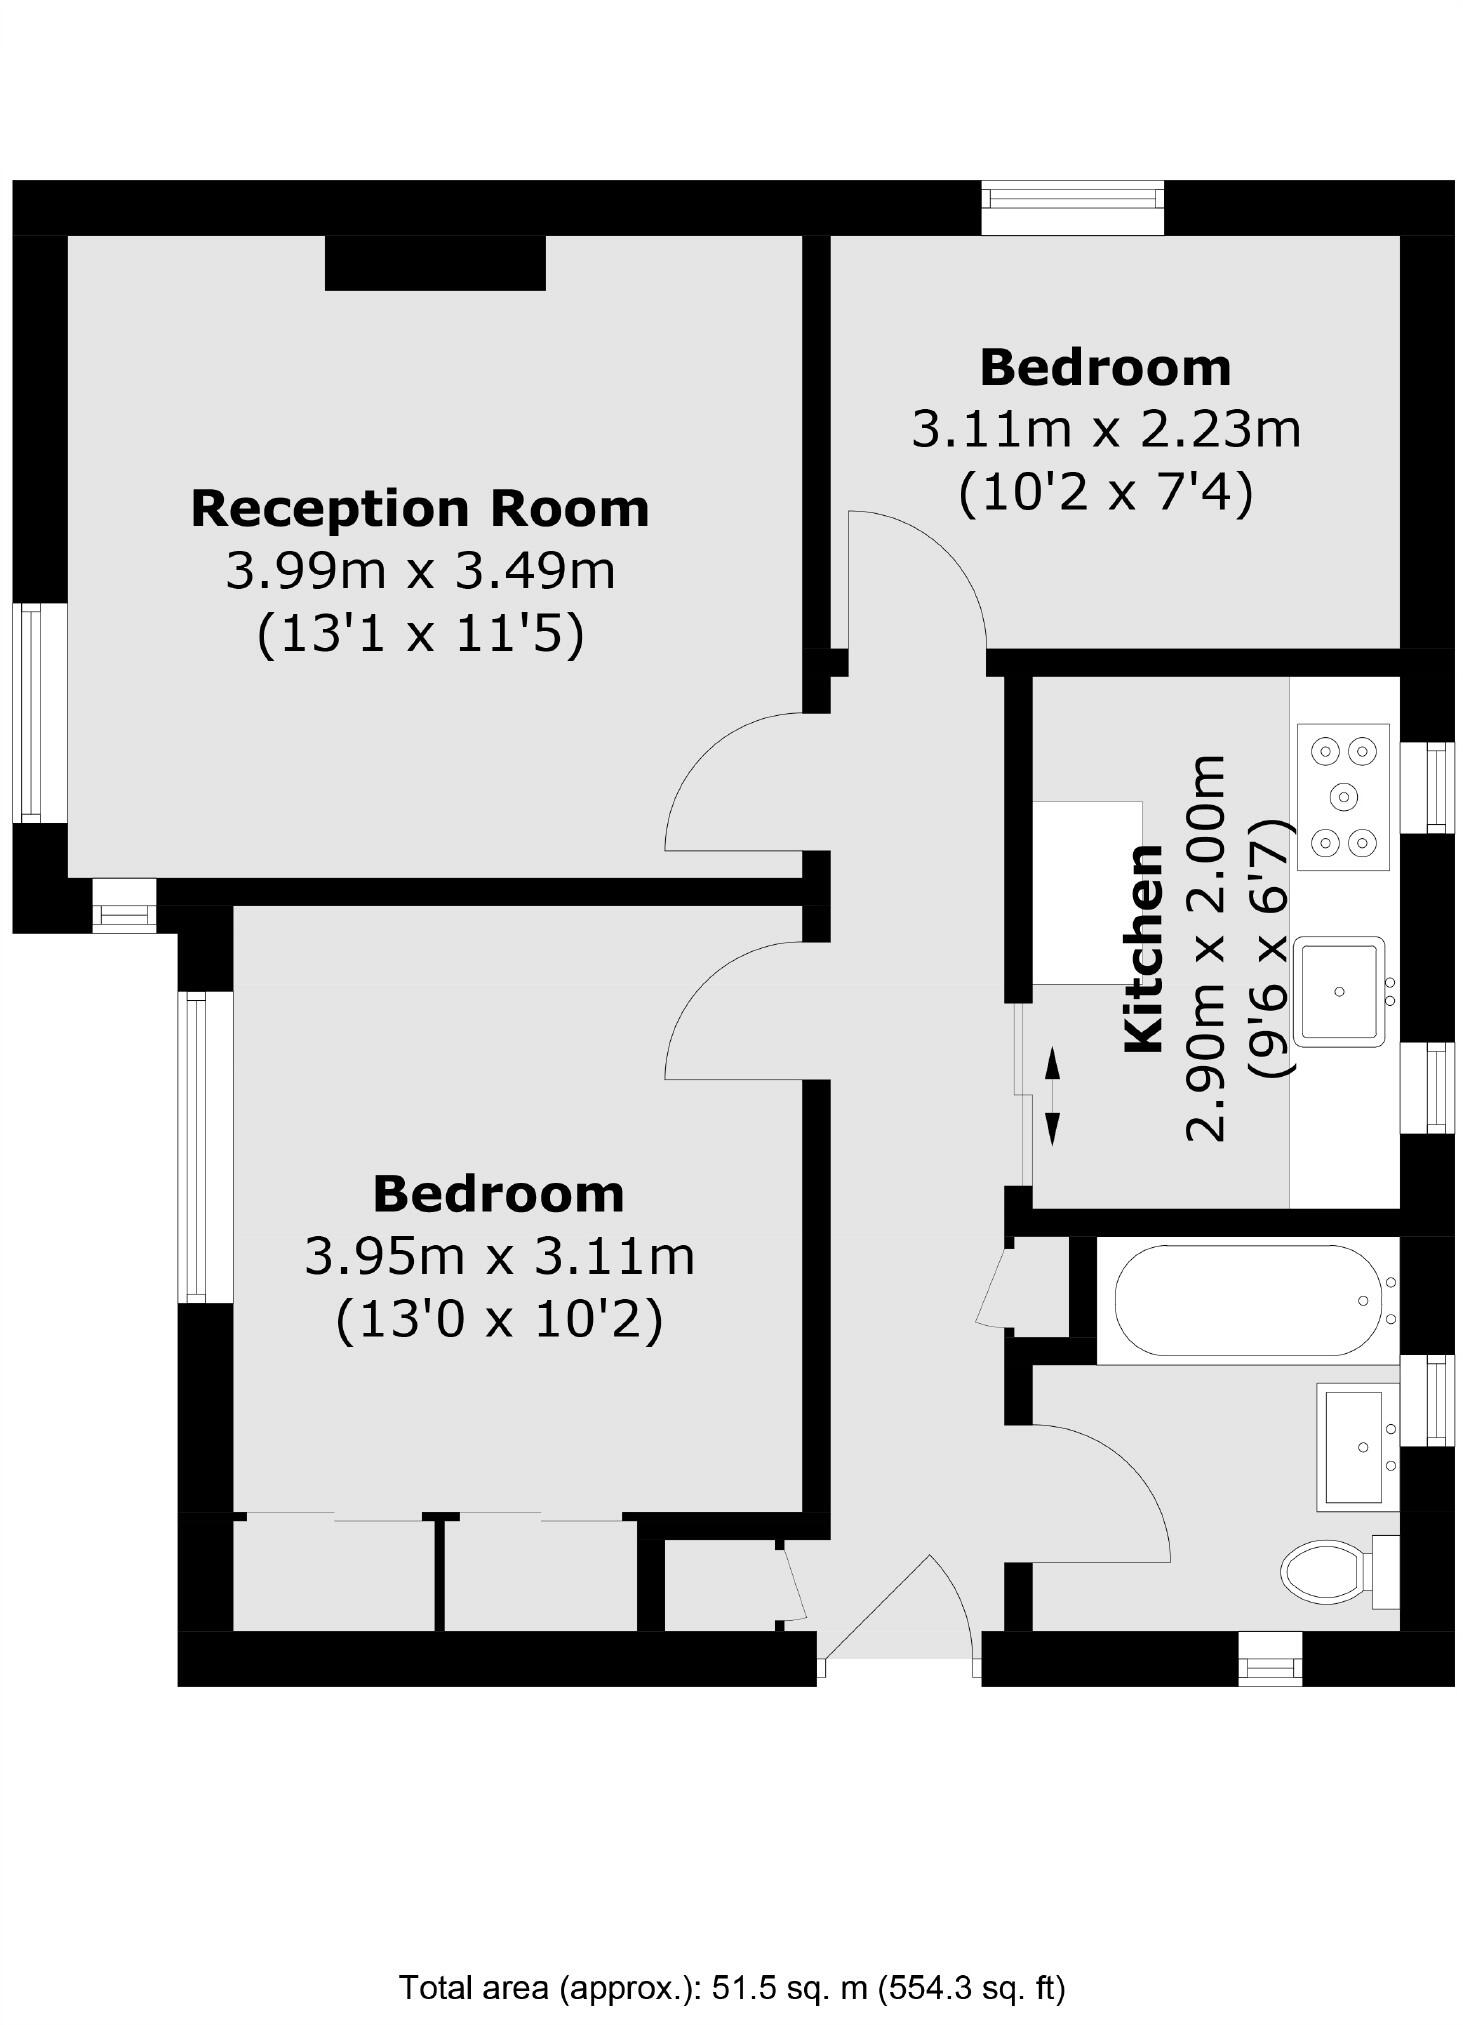 Bedroom
3.11m x 2.23m
(10'2 x 7'4)
Reception Room
3.99m x 3.49m
(13'1 x 11'5)
Kitchen
2.90m x 2.00m
(9'6 x 6'7)
Bedroom
3.95m x 3.11m
(13'0 x 10'2)
Total area (approx.): 51.5 sq. m (554.3 sq. ft)